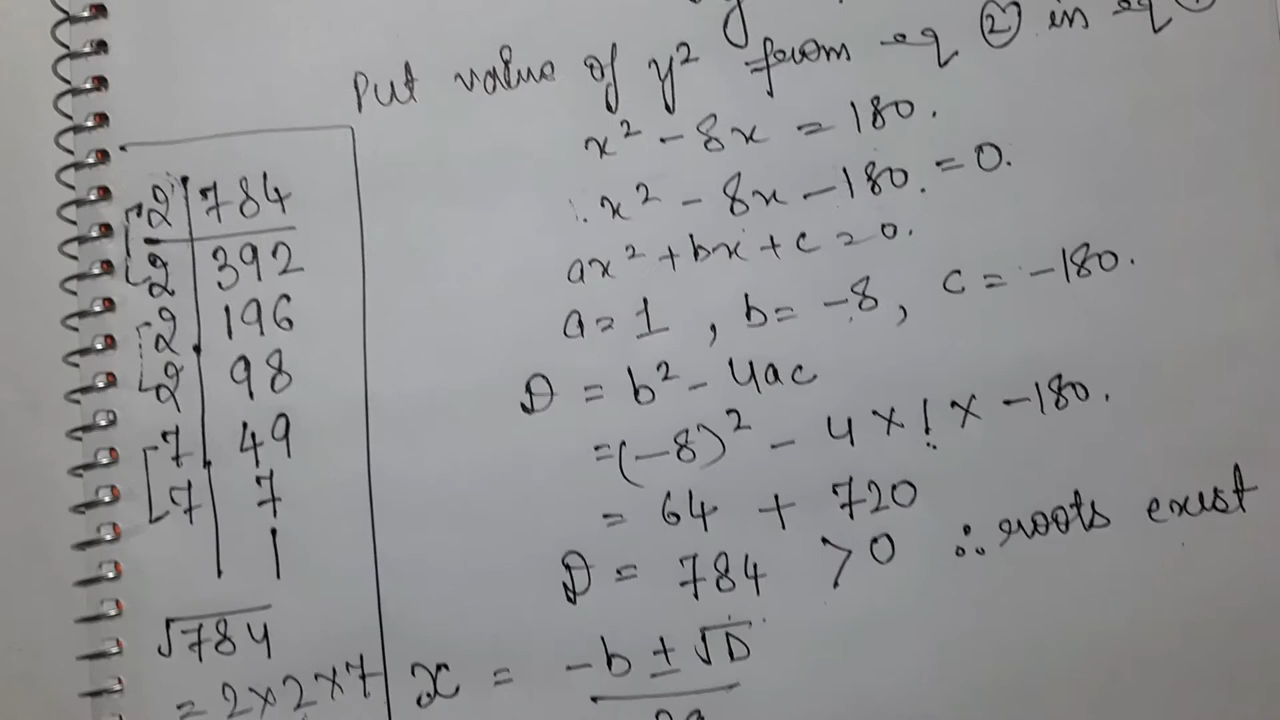 Put value of y² from eq ② in eq
x² - 8x = 180.
∴ x² - 8x - 180. = 0.
ax² + bx + c = 0.
a = 1 , b = -8 , c = -180.
D = b² - 4ac
= (-8)² - 4 × 1 × -180.
= 64 + 720
D = 784 > 0 ∴ roots exist
x = -b ± √D
2a
2 | 784
2 | 392
2 | 196
2 | 98
7 | 49
7 | 7
| 1
√784
= 2×2×7